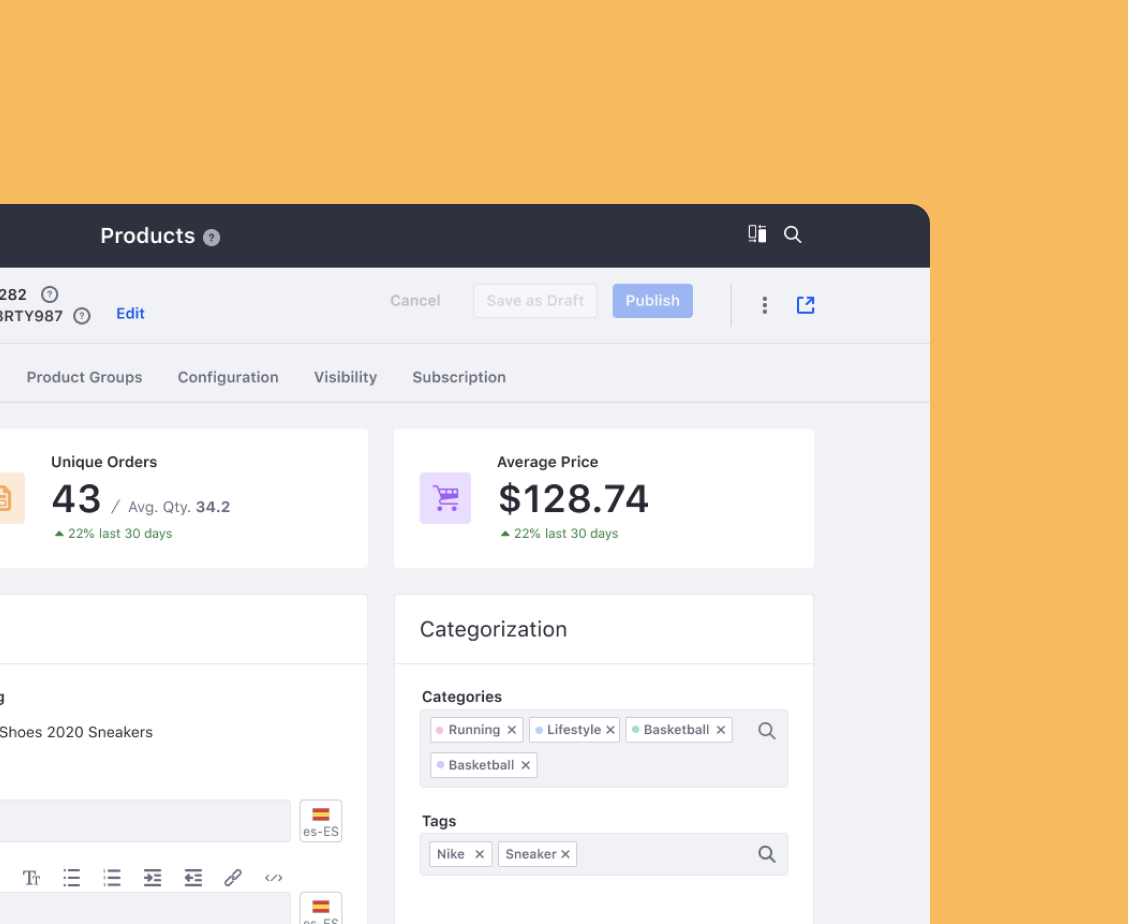 Products ?
282 ?
Edit
RTY987 ?
Cancel
Save as Draft
Publish
Product Groups
Configuration
Visibility
Subscription
Unique Orders
43 / Avg. Qty. 34.2
22% last 30 days
Average Price
$128.74
22% last 30 days
Categorization
g
Shoes 2020 Sneakers
Categories
Running
Lifestyle
Basketball
Basketball
es-ES
Tags
Nike
Sneaker
es-ES